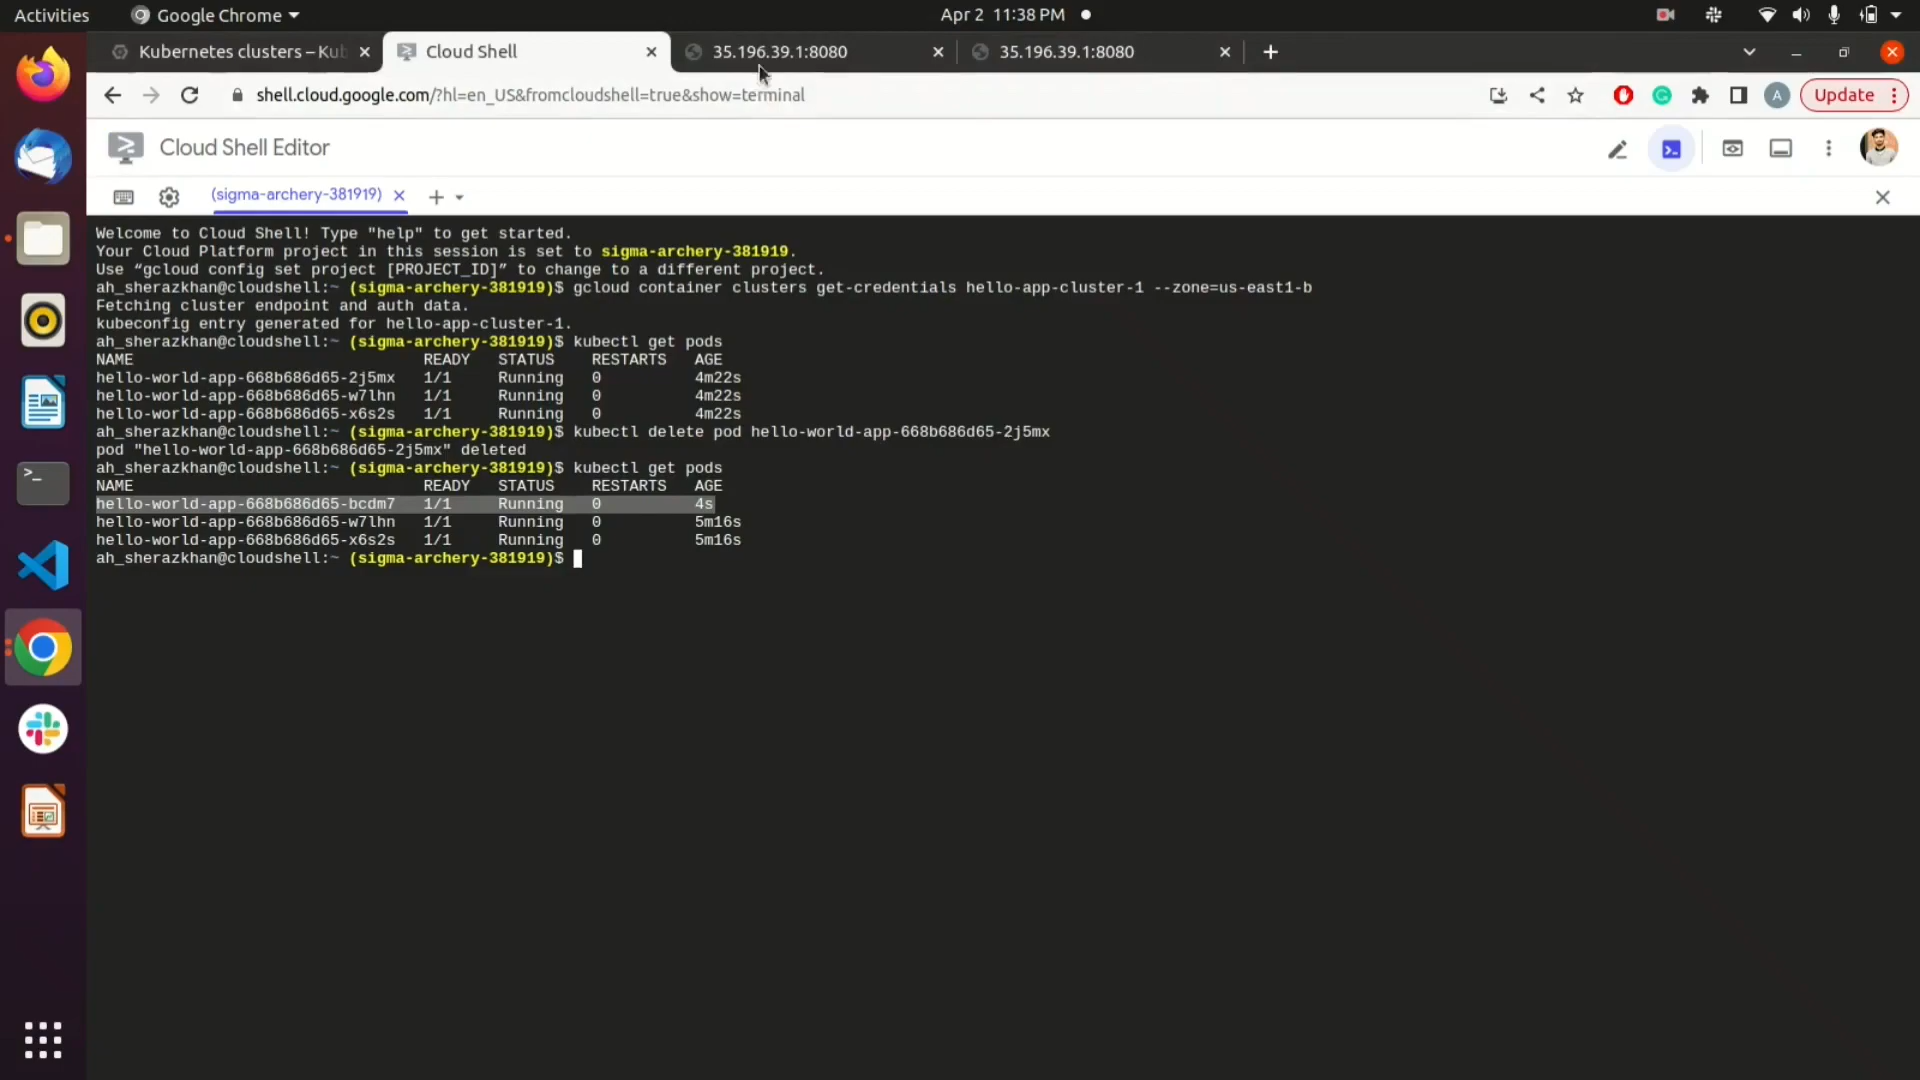 Activities
Google Chrome
Apr 2 11:38 PM
Kubernetes clusters – Kub
Cloud Shell
35.196.39.1:8080
35.196.39.1:8080
shell.cloud.google.com/?hl=en_US&fromcloudshell=true&show=terminal
A
Update
Cloud Shell Editor
(sigma-archery-381919)
Welcome to Cloud Shell! Type "help" to get started.
Your Cloud Platform project in this session is set to sigma-archery-381919.
Use “gcloud config set project [PROJECT_ID]” to change to a different project.
ah_sherazkhan@cloudshell:~ (sigma-archery-381919)$ gcloud container clusters get-credentials hello-app-cluster-1 --zone=us-east1-b
Fetching cluster endpoint and auth data.
kubeconfig entry generated for hello-app-cluster-1.
ah_sherazkhan@cloudshell:~ (sigma-archery-381919)$ kubectl get pods
NAME READY STATUS RESTARTS AGE
hello-world-app-668b686d65-2j5mx 1/1 Running 0 4m22s
hello-world-app-668b686d65-w7lhn 1/1 Running 0 4m22s
hello-world-app-668b686d65-x6s2s 1/1 Running 0 4m22s
ah_sherazkhan@cloudshell:~ (sigma-archery-381919)$ kubectl delete pod hello-world-app-668b686d65-2j5mx
pod "hello-world-app-668b686d65-2j5mx" deleted
ah_sherazkhan@cloudshell:~ (sigma-archery-381919)$ kubectl get pods
NAME READY STATUS RESTARTS AGE
hello-world-app-668b686d65-bcdm7 1/1 Running 0 4s
hello-world-app-668b686d65-w7lhn 1/1 Running 0 5m16s
hello-world-app-668b686d65-x6s2s 1/1 Running 0 5m16s
ah_sherazkhan@cloudshell:~ (sigma-archery-381919)$